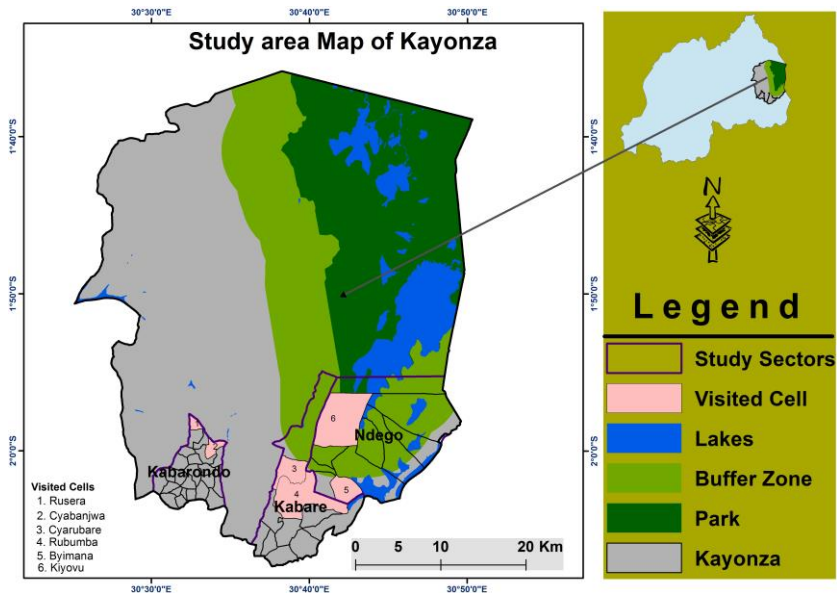 30°30'0"E 30°40'0"E 30°50'0"E
Study area Map of Kayonza
1°40'0"S
1°50'0"S
2°0'0"S
1°40'0"S
1°50'0"S
2°0'0"S
1
2
Kabarondo
6
Ndego
3
4
5
Kabare
Visited Cells
1. Rusera
2. Cyabanjwa
3. Cyarubare
4. Rubumba
5. Byimana
6. Kiyovu
0 5 10 20 Km
30°30'0"E 30°40'0"E 30°50'0"E
N
Legend
Study Sectors
Visited Cell
Lakes
Buffer Zone
Park
Kayonza